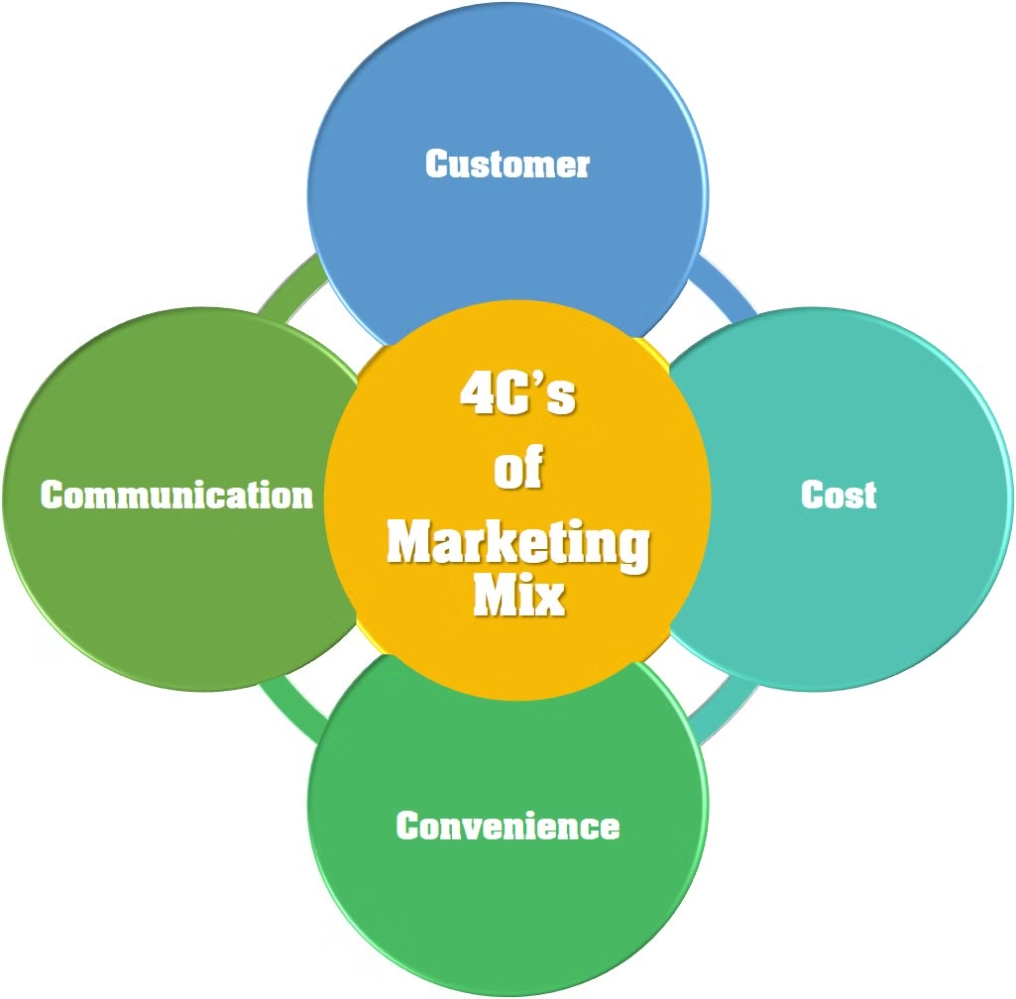 Customer
4C's
of
Marketing
Mix
Communication
Cost
Convenience